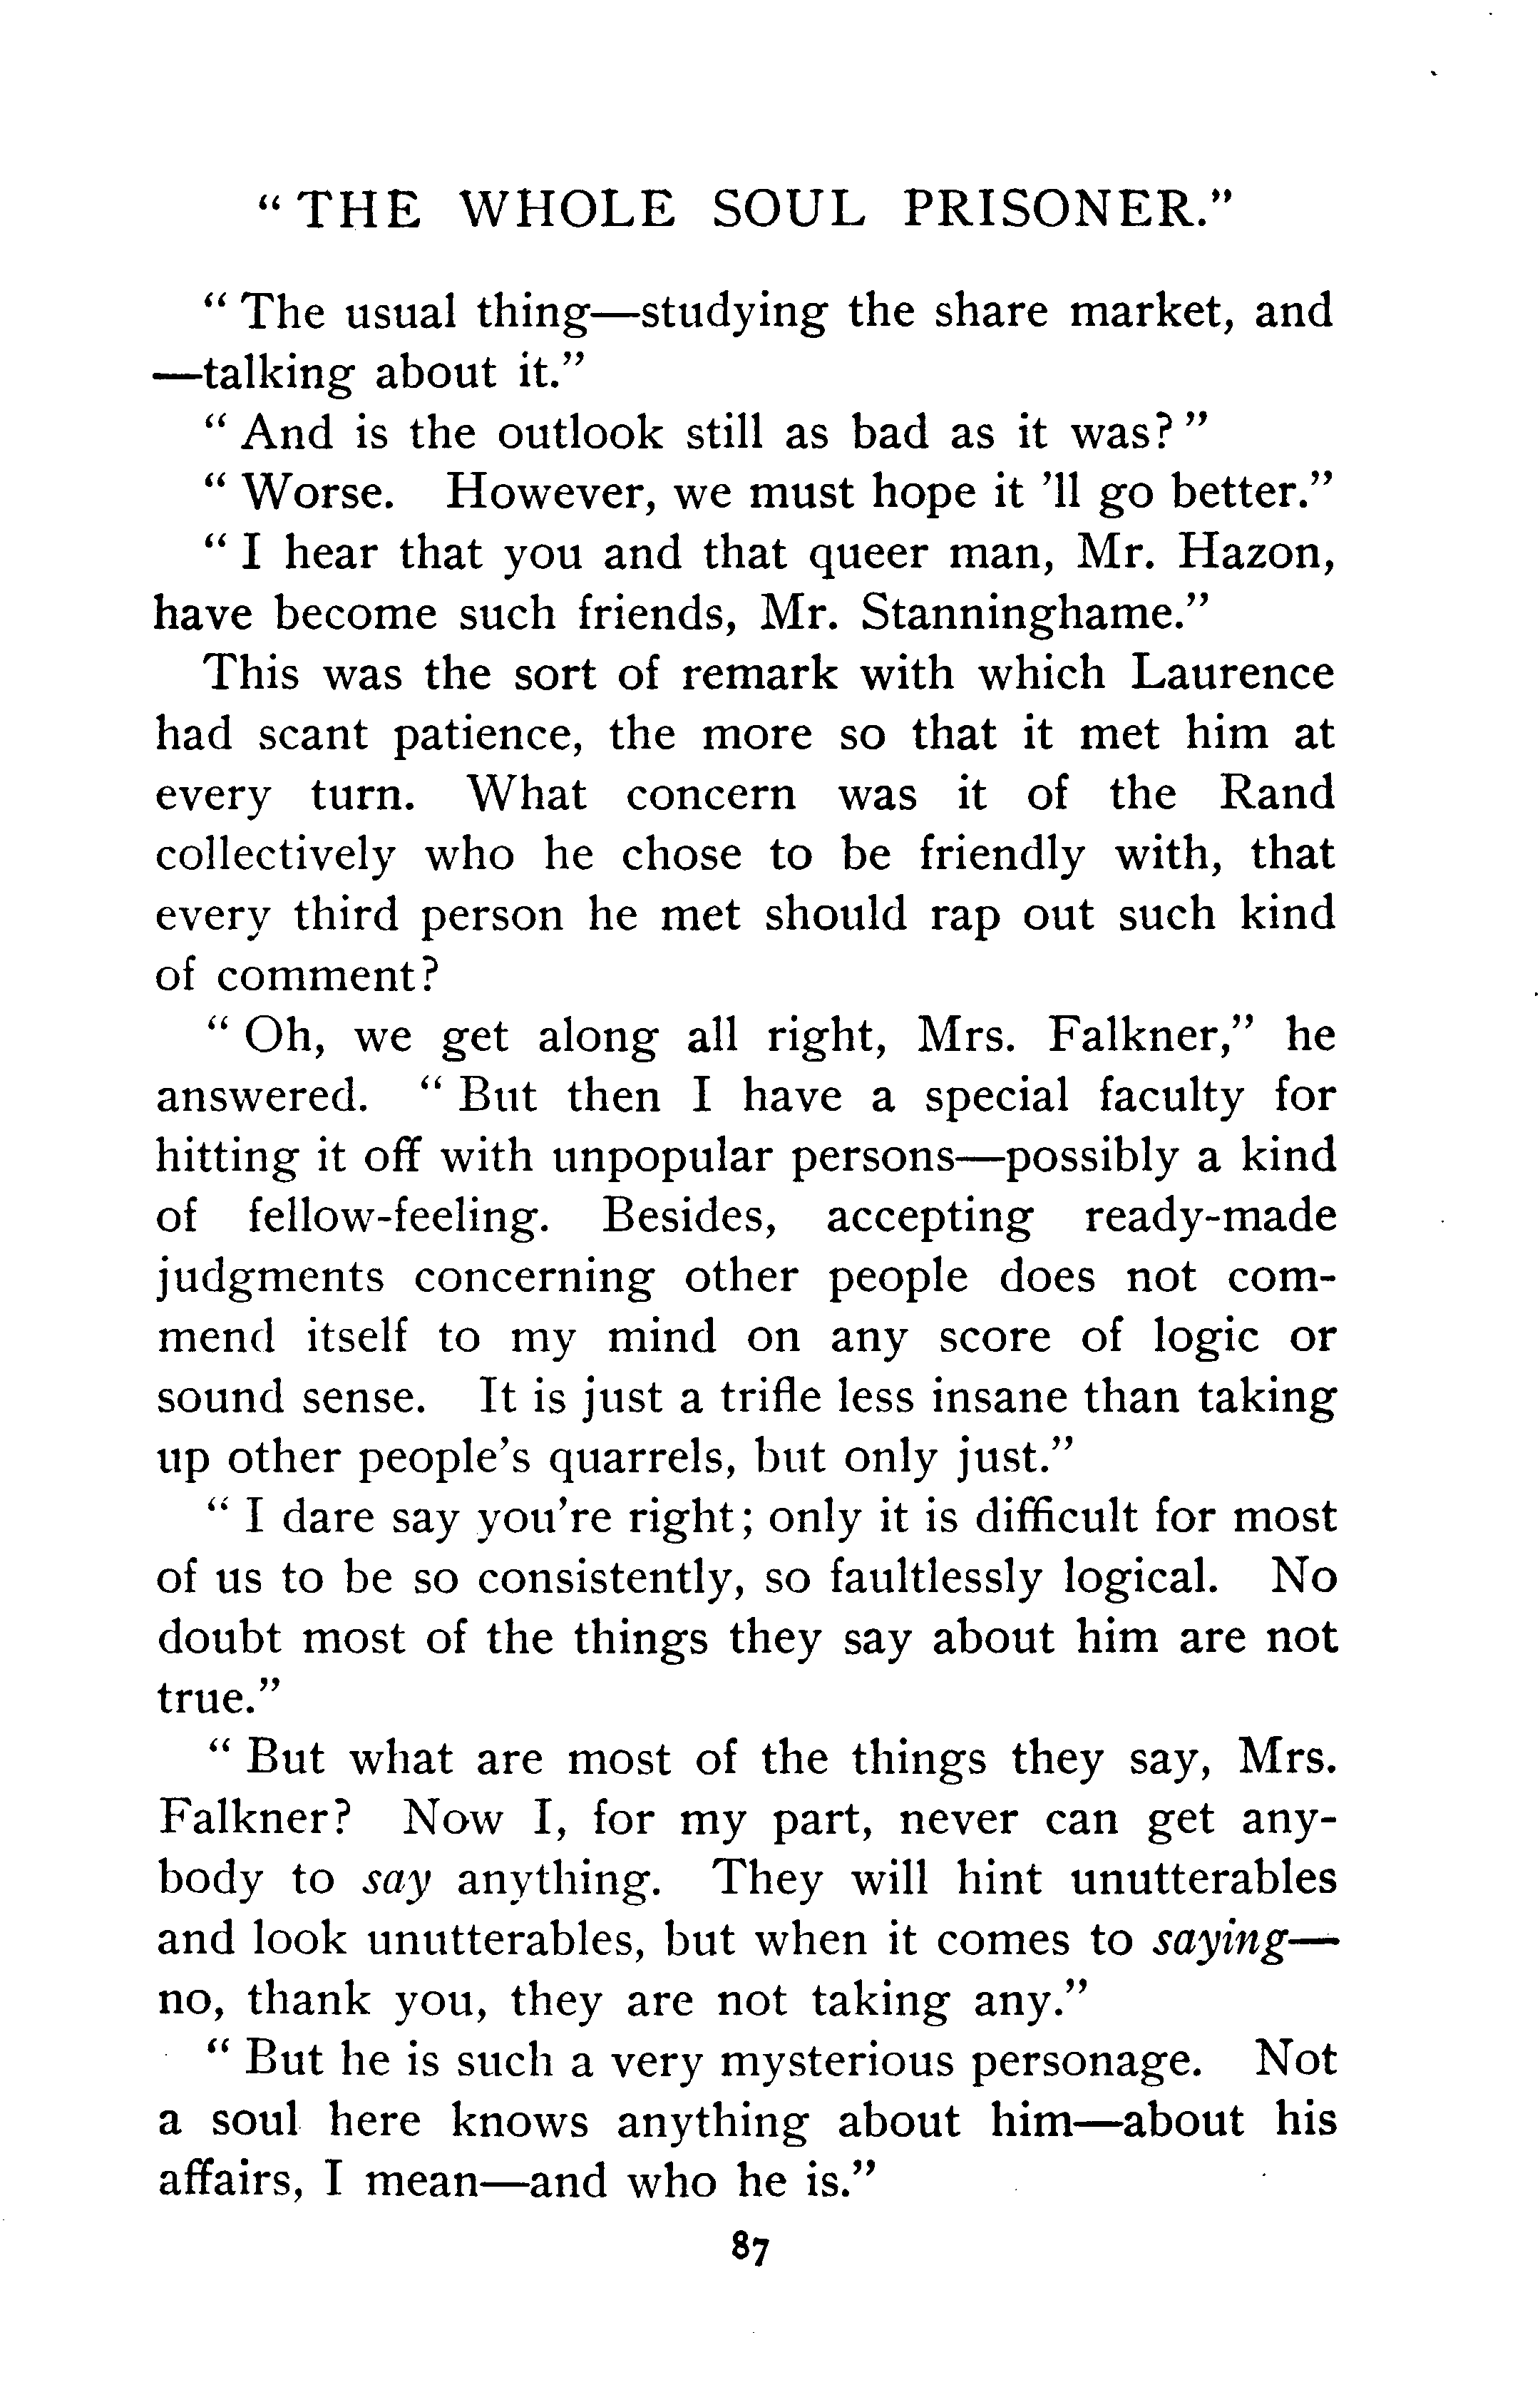 “ THE WHOLE SOUL PRISONER.”
“ The usual thing—studying the share market, and
—talking about it.”
“ And is the outlook still as bad as it was? ”
“ Worse. However, we must hope it ’ll go better.”
“ I hear that you and that queer man, Mr. Hazon,
have become such friends, Mr. Stanninghame.”
This was the sort of remark with which Laurence
had scant patience, the more so that it met him at
every turn. What concern was it of the Rand
collectively who he chose to be friendly with, that
every third person he met should rap out such kind
of comment?
“ Oh, we get along all right, Mrs. Falkner,” he
answered. “ But then I have a special faculty for
hitting it off with unpopular persons—possibly a kind
of fellow-feeling. Besides, accepting ready-made
judgments concerning other people does not com-
mend itself to my mind on any score of logic or
sound sense. It is just a trifle less insane than taking
up other people’s quarrels, but only just.”
“ I dare say you’re right; only it is difficult for most
of us to be so consistently, so faultlessly logical. No
doubt most of the things they say about him are not
true.”
“ But what are most of the things they say, Mrs.
Falkner? Now I, for my part, never can get any-
body to say anything. They will hint unutterables
and look unutterables, but when it comes to saying—
no, thank you, they are not taking any.”
“ But he is such a very mysterious personage. Not
a soul here knows anything about him—about his
affairs, I mean—and who he is.”
87